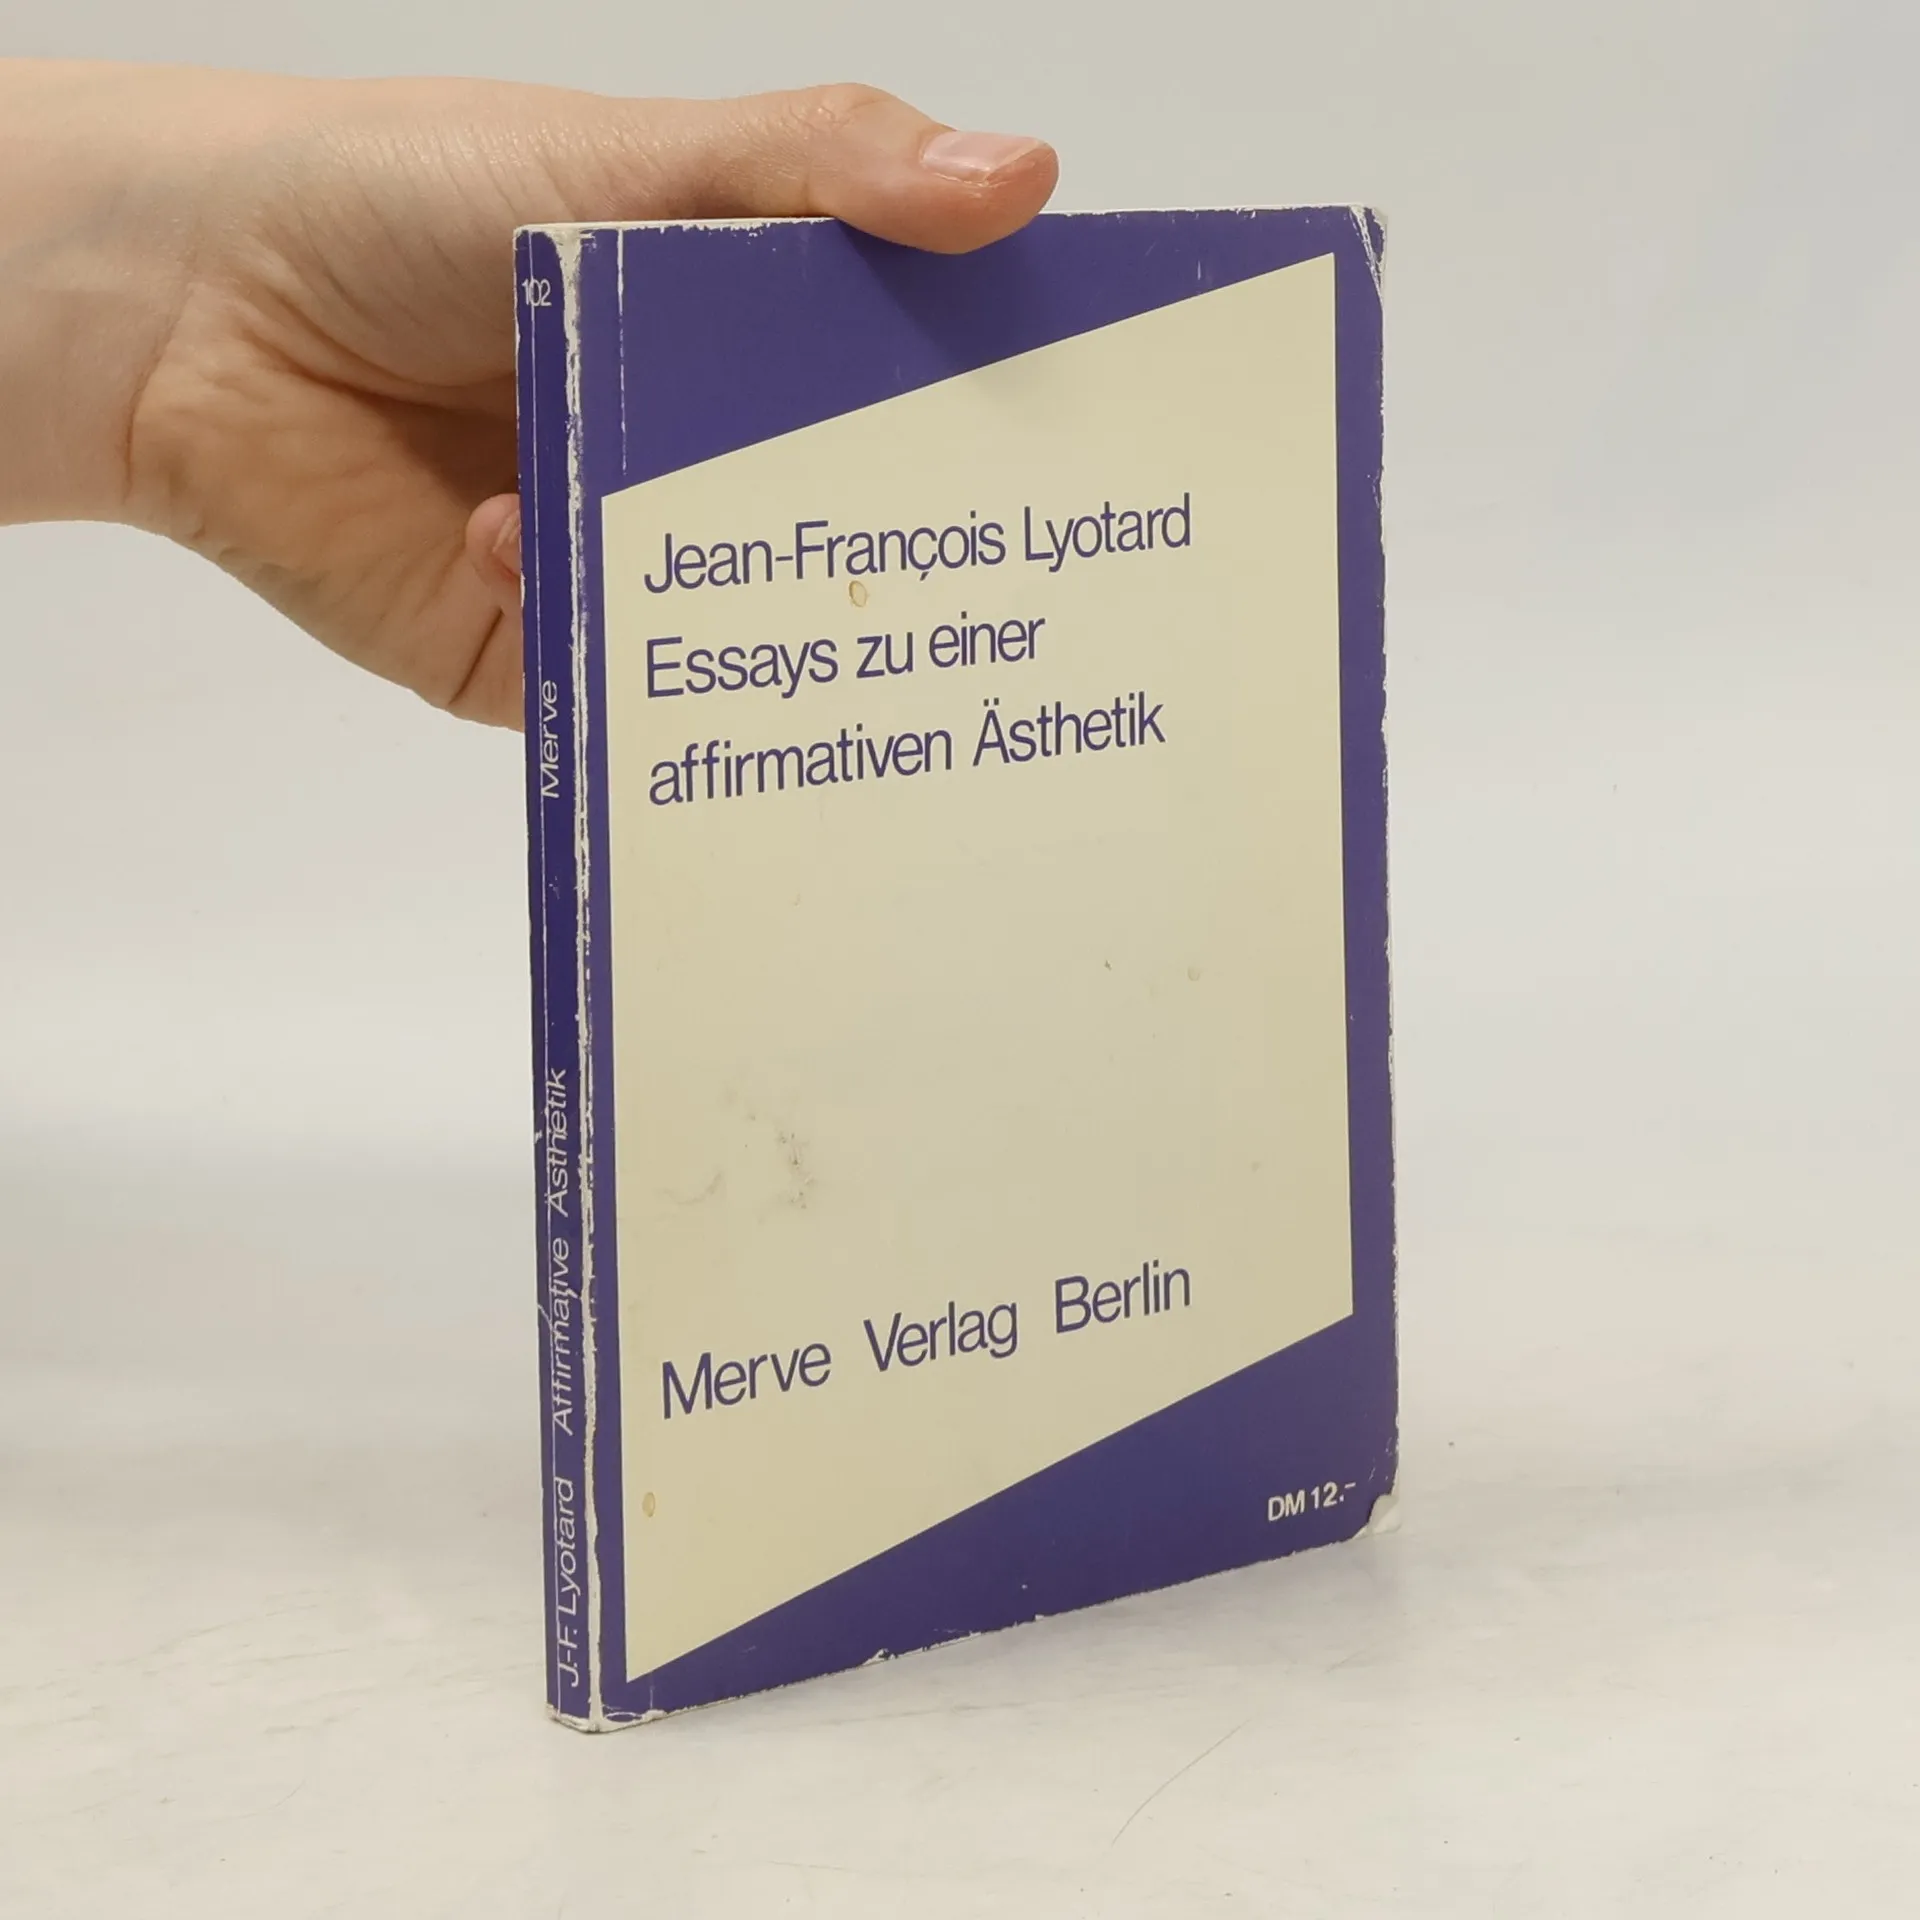 102
Merve
J.-F. Lyotard Affirmative Ästhetik
Jean-François Lyotard
Essays zu einer
affirmativen Ästhetik
Merve Verlag Berlin
DM 12.-